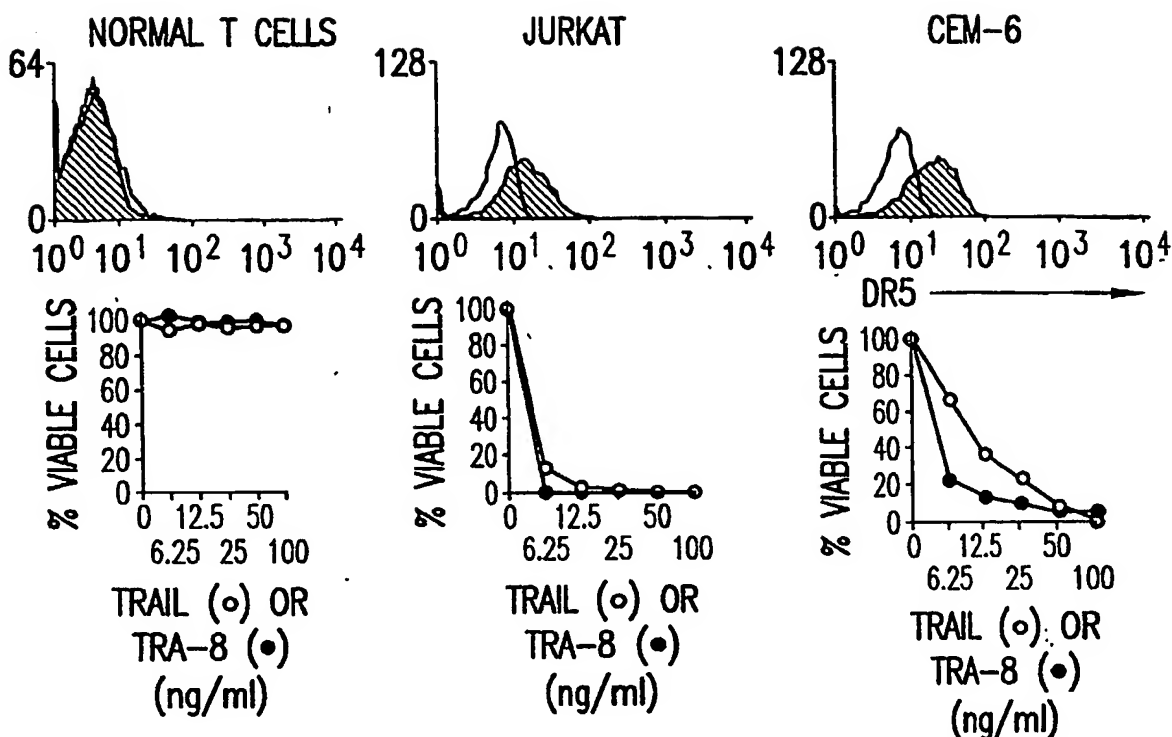 NORMAL T CELLS
64
0
10^0 10^1 10^2 10^3 10^4
JURKAT
128
0
10^0 10^1 10^2 10^3 10^4
CEM-6
128
0
10^0 10^1 10^2 10^3 10^4
DR5
% VIABLE CELLS
100
80
60
40
20
0
0 12.5 50
6.25 25 100
TRAIL (○) OR
TRA-8 (●)
(ng/ml)
% VIABLE CELLS
100
80
60
40
20
0
0 12.5 50
6.25 25 100
TRAIL (○) OR
TRA-8 (●)
(ng/ml)
% VIABLE CELLS
100
80
60
40
20
0
0 12.5 50
6.25 25 100
TRAIL (○) OR
TRA-8 (●)
(ng/ml)